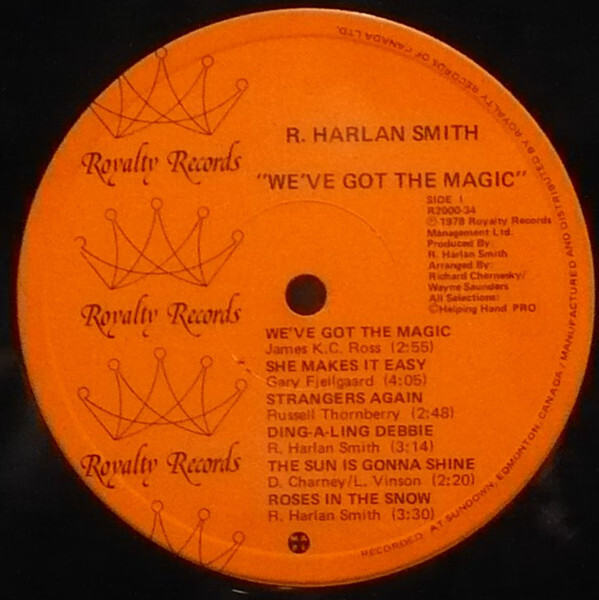 Royalty Records
Royalty Records
Royalty Records
R. HARLAN SMITH
"WE'VE GOT THE MAGIC"
SIDE 1
R2000-34
Ⓟ 1978 Royalty Records
Management Ltd.
Produced By:
R. Harlan Smith
Arranged By:
Richard Chernesky/
Wayne Saunders
All Selections:
©Helping Hand PRO
WE'VE GOT THE MAGIC
James K.C. Ross (2:55)
SHE MAKES IT EASY
Gary Fjellgaard (4:05)
STRANGERS AGAIN
Russell Thornberry (2:48)
DING-A-LING DEBBIE
R. Harlan Smith (3:14)
THE SUN IS GONNA SHINE
D. Charney/L. Vinson (2:20)
ROSES IN THE SNOW
R. Harlan Smith (3:30)
RECORDED AT SUNDOWN, EDMONTON, CANADA / MANUFACTURED AND DISTRIBUTED BY ROYALTY RECORDS OF CANADA LTD.